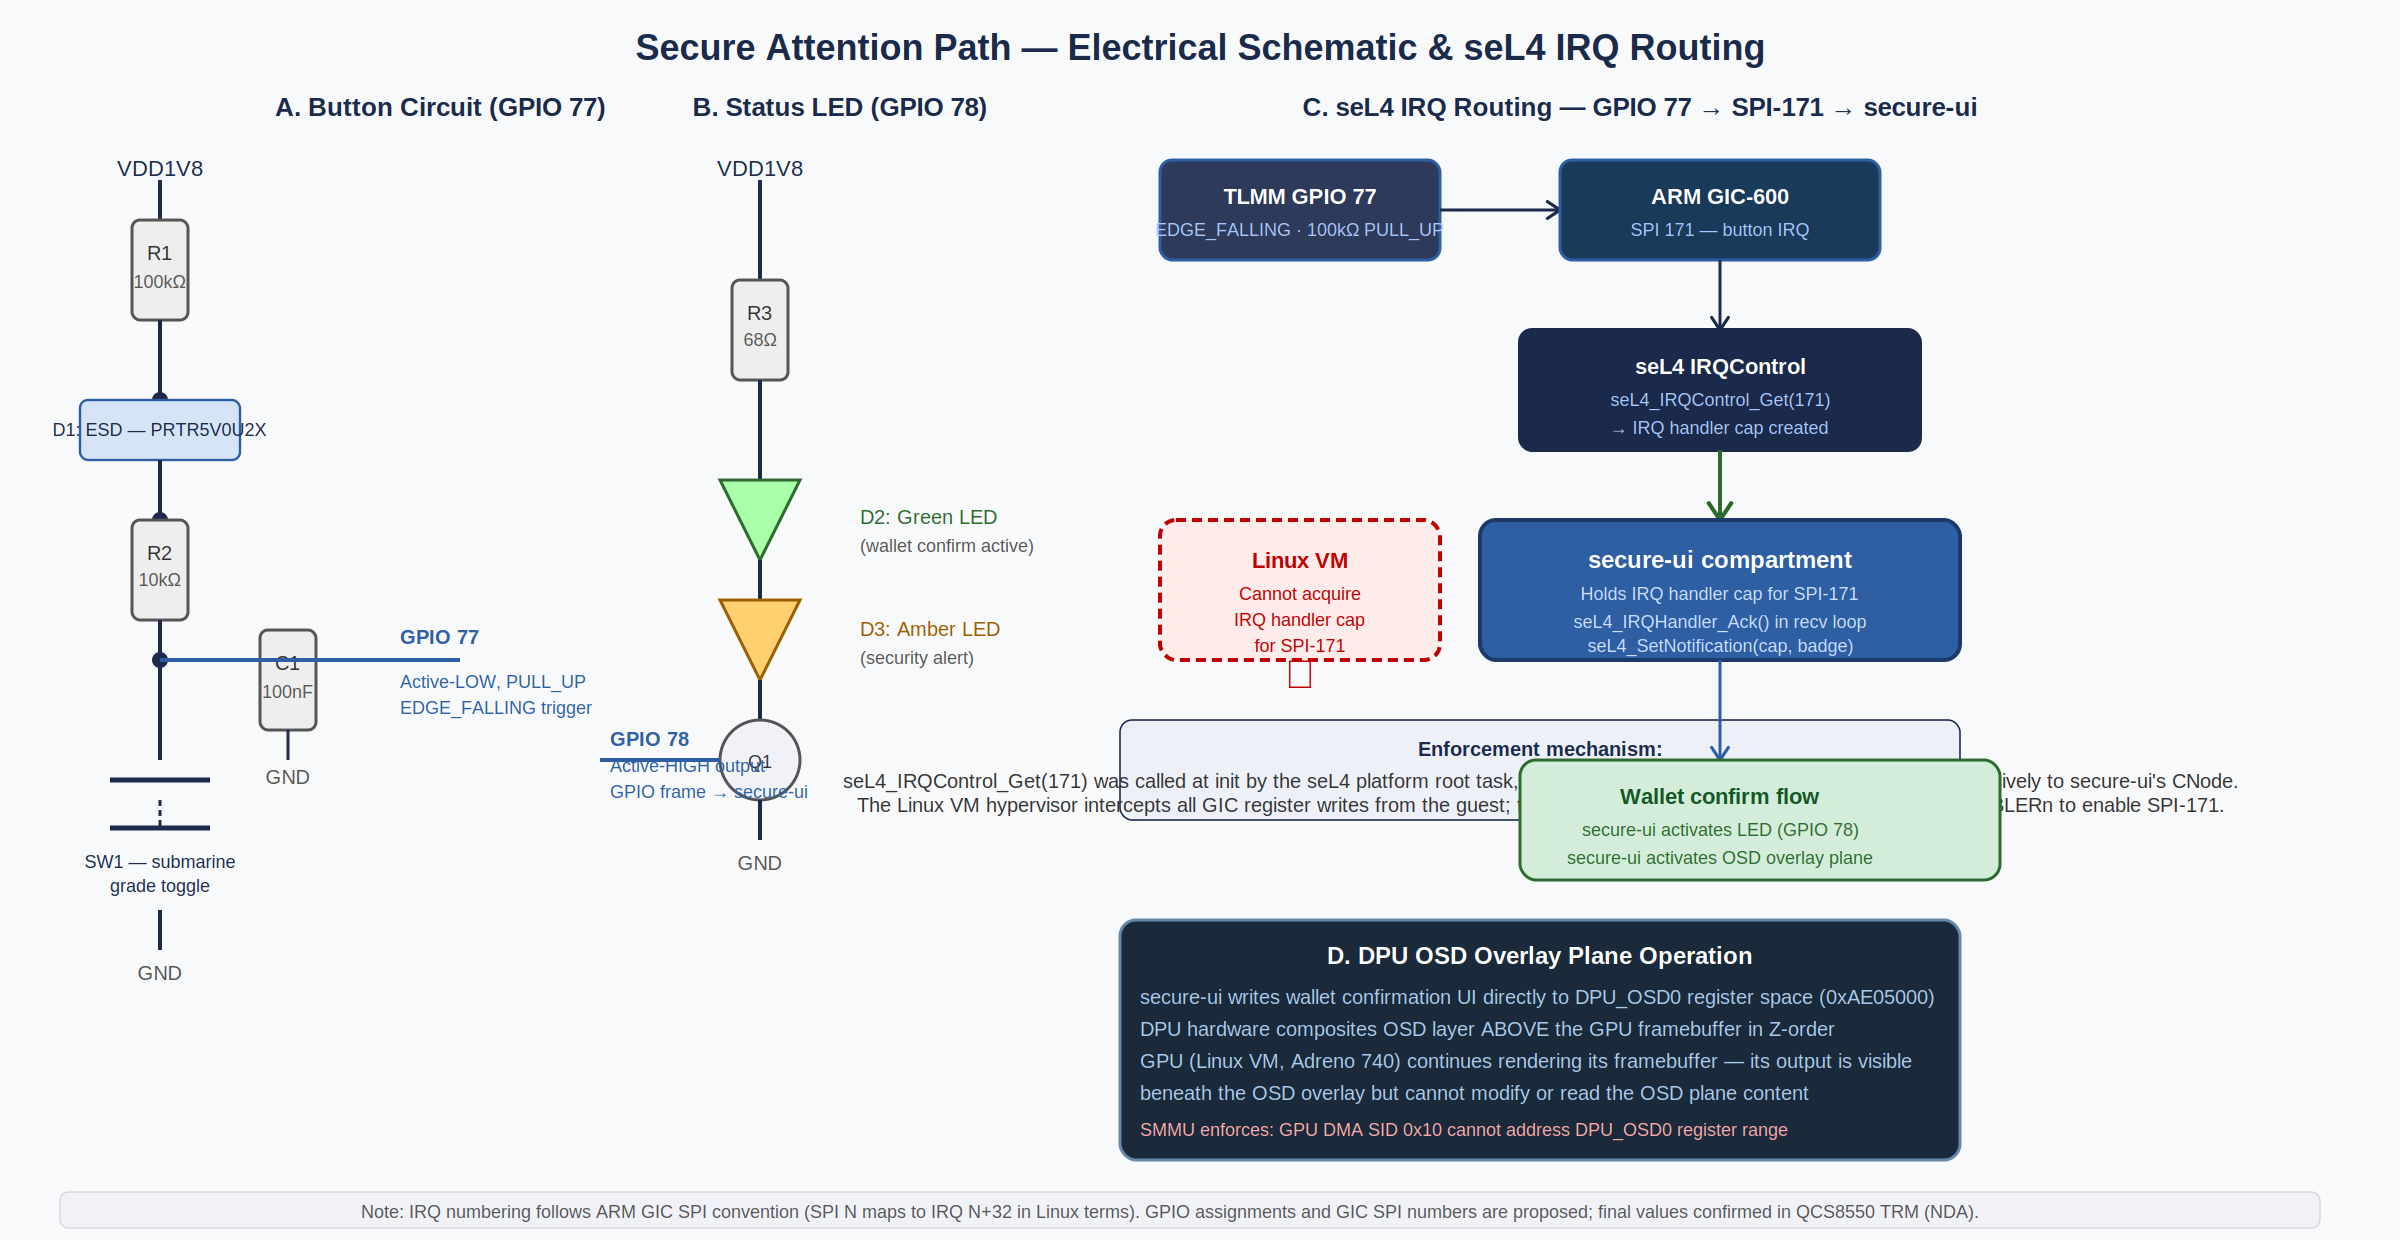 Secure Attention Path — Electrical Schematic & seL4 IRQ Routing
A. Button Circuit (GPIO 77)
B. Status LED (GPIO 78)
C. seL4 IRQ Routing — GPIO 77 → SPI-171 → secure-ui
VDD1V8
R1
100kΩ
D1: ESD — PRTR5V0U2X
R2
10kΩ
C1
100nF
GND
GPIO 77
Active-LOW, PULL_UP
EDGE_FALLING trigger
SW1 — submarine
grade toggle
GND
VDD1V8
R3
68Ω
D2: Green LED
(wallet confirm active)
D3: Amber LED
(security alert)
GPIO 78
Active-HIGH output
GPIO frame → secure-ui
Q1
GND
TLMM GPIO 77
EDGE_FALLING · 100kΩ PULL_UP
ARM GIC-600
SPI 171 — button IRQ
seL4 IRQControl
seL4_IRQControl_Get(171)
→ IRQ handler cap created
Linux VM
Cannot acquire
IRQ handler cap
for SPI-171
secure-ui compartment
Holds IRQ handler cap for SPI-171
seL4_IRQHandler_Ack() in recv loop
seL4_SetNotification(cap, badge)
Enforcement mechanism:
seL4_IRQControl_Get(171) was called at init by the seL4 platform root task, to secure-ui's CNode.
The Linux VM hypervisor intercepts all GIC register writes from the guest; to enable SPI-171.
Wallet confirm flow
secure-ui activates LED (GPIO 78)
secure-ui activates OSD overlay plane
D. DPU OSD Overlay Plane Operation
secure-ui writes wallet confirmation UI directly to DPU_OSD0 register space (0xAE05000)
DPU hardware composites OSD layer ABOVE the GPU framebuffer in Z-order
GPU (Linux VM, Adreno 740) continues rendering its framebuffer — its output is visible
beneath the OSD overlay but cannot modify or read the OSD plane content
SMMU enforces: GPU DMA SID 0x10 cannot address DPU_OSD0 register range
Note: IRQ numbering follows ARM GIC SPI convention (SPI N maps to IRQ N+32 in Linux terms). GPIO assignments and GIC SPI numbers are proposed; final values confirmed in QCS8550 TRM (NDA).